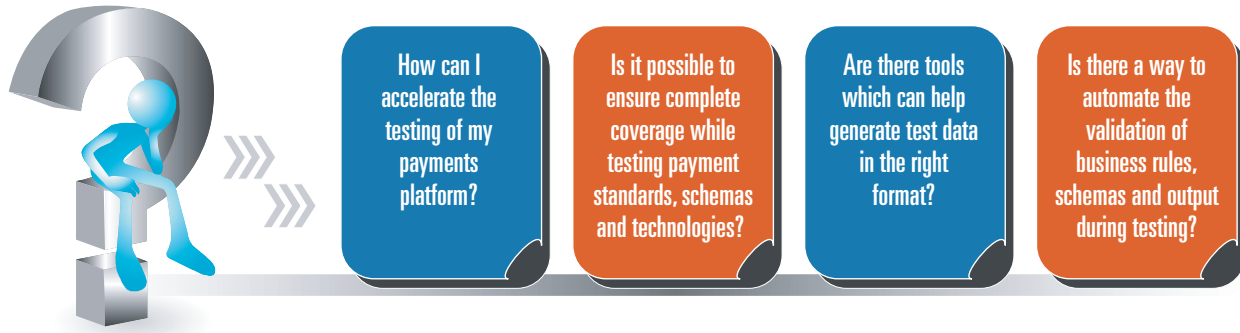 How can I
accelerate the
testing of my
payments
platform?
Is it possible to
ensure complete
coverage while
testing payment
standards, schemas
and technologies?
Are there tools
which can help
generate test data
in the right
format?
Is there a way to
automate the
validation of
business rules,
schemas and output
during testing?